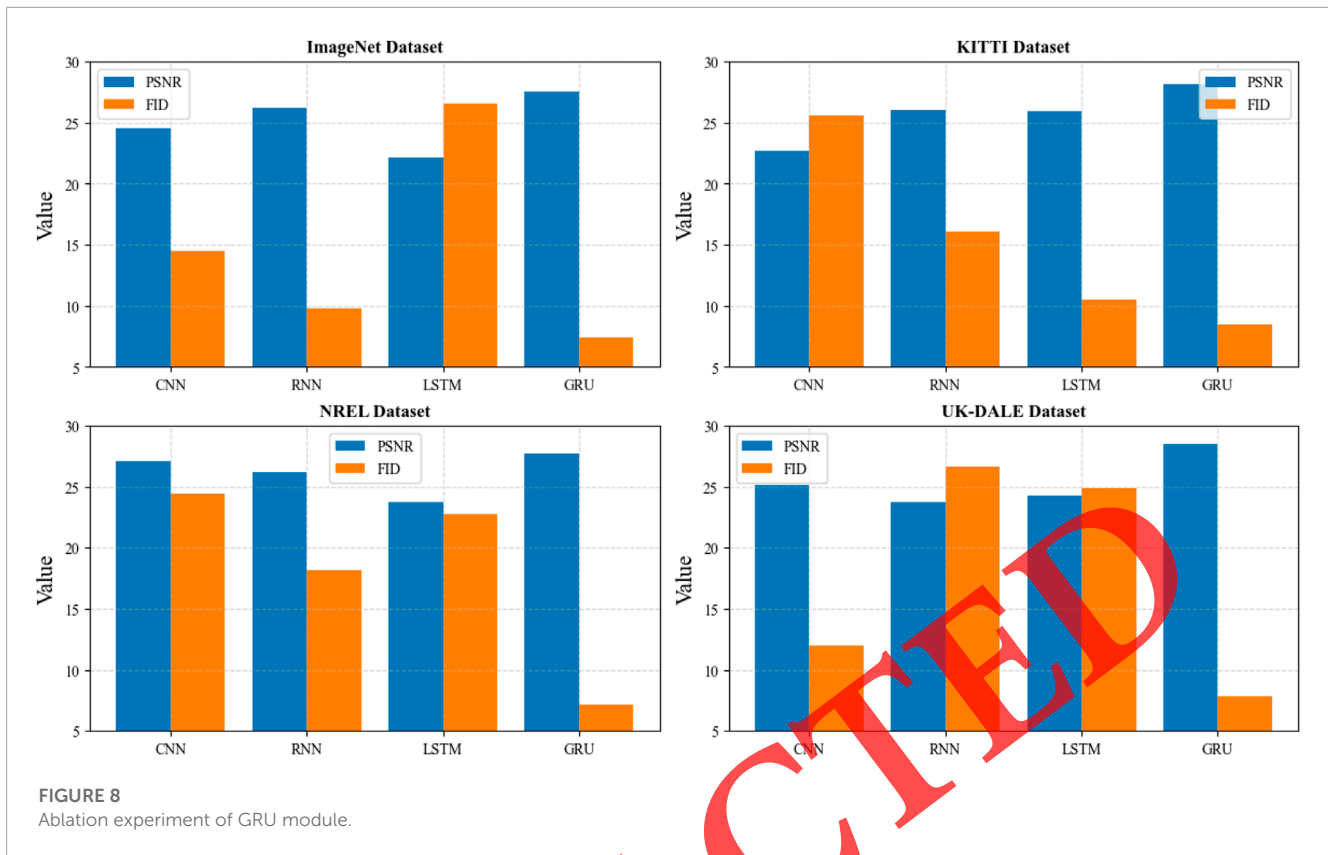 ImageNet Dataset
30
25
20
15
10
5
Value
PSNR
FID
CNN RNN LSTM GRU
KITTI Dataset
30
25
20
15
10
5
Value
PSNR
FID
CNN RNN LSTM GRU
NREL Dataset
30
25
20
15
10
5
Value
PSNR
FID
CNN RNN LSTM GRU
UK-DALE Dataset
30
25
20
15
10
5
Value
PSNR
FID
CNN RNN LSTM GRU
CTED
FIGURE 8
Ablation experiment of GRU module.